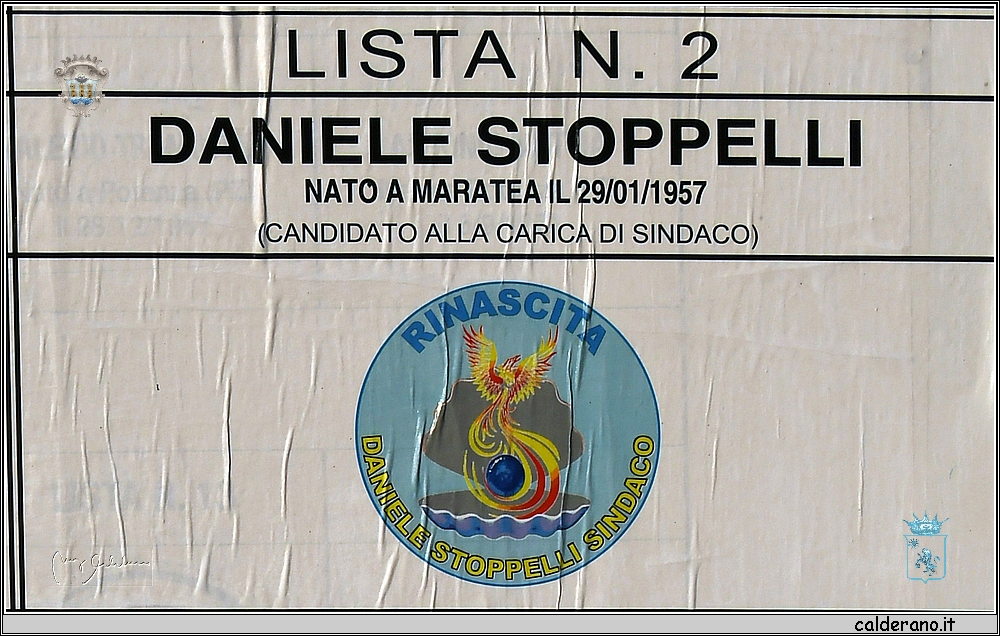 LISTA N. 2
DANIELE STOPPELLI
NATO A MARATEA IL 29/01/1957
(CANDIDATO ALLA CARICA DI SINDACO)
RINASCITA
DANIELE STOPPELLI SINDACO
calderano.it